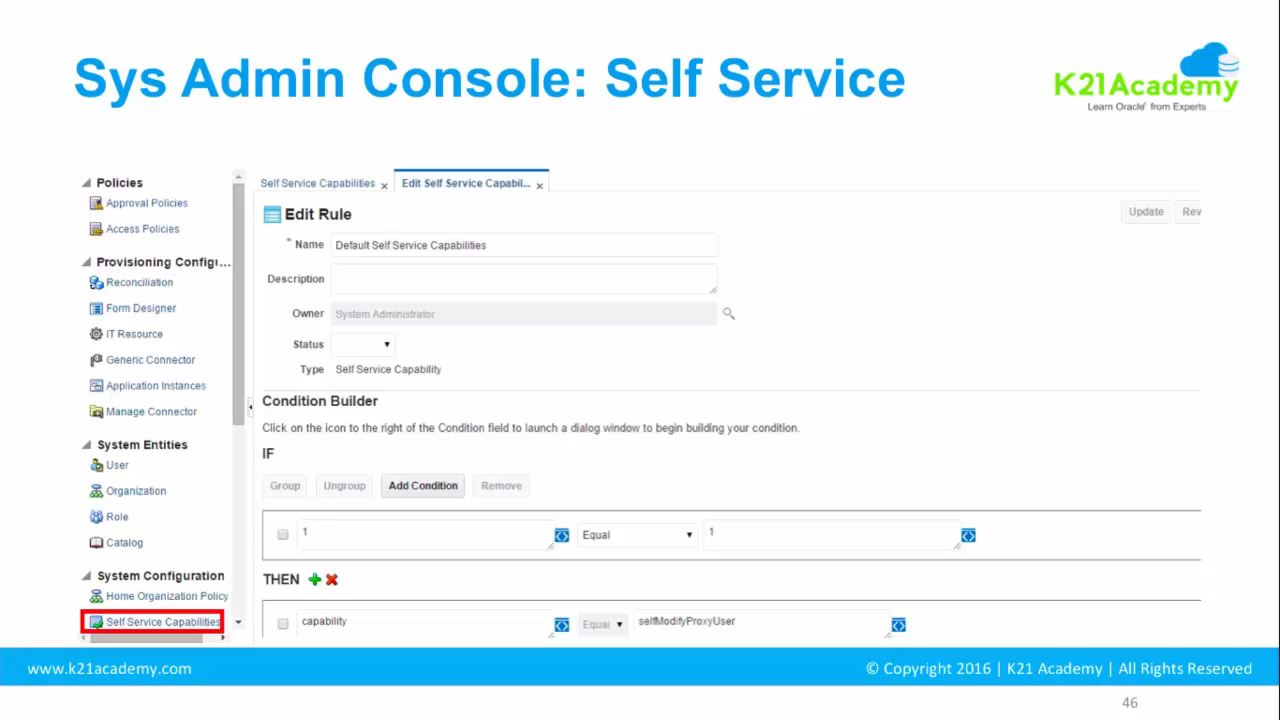 Sys Admin Console: Self Service
K21Academy
Learn Oracle' from Experts
Policies
Approval Policies
Access Policies
Provisioning Configu...
Reconciliation
Form Designer
IT Resource
Generic Connector
Application Instances
Manage Connector
System Entities
User
Organization
Role
Catalog
System Configuration
Home Organization Policy
Self Service Capabilities
Self Service Capabilities
Edit Self Service Capabil...
Edit Rule
Update
Rev
* Name Default Self Service Capabilities
Description
Owner System Administrator
Status
Type Self Service Capability
Condition Builder
Click on the icon to the right of the Condition field to launch a dialog window to begin building your condition.
IF
Group Ungroup Add Condition Remove
1 Equal 1
THEN
capability Equal selfModifyProxyUser
www.k21academy.com
© Copyright 2016 | K21 Academy | All Rights Reserved
46